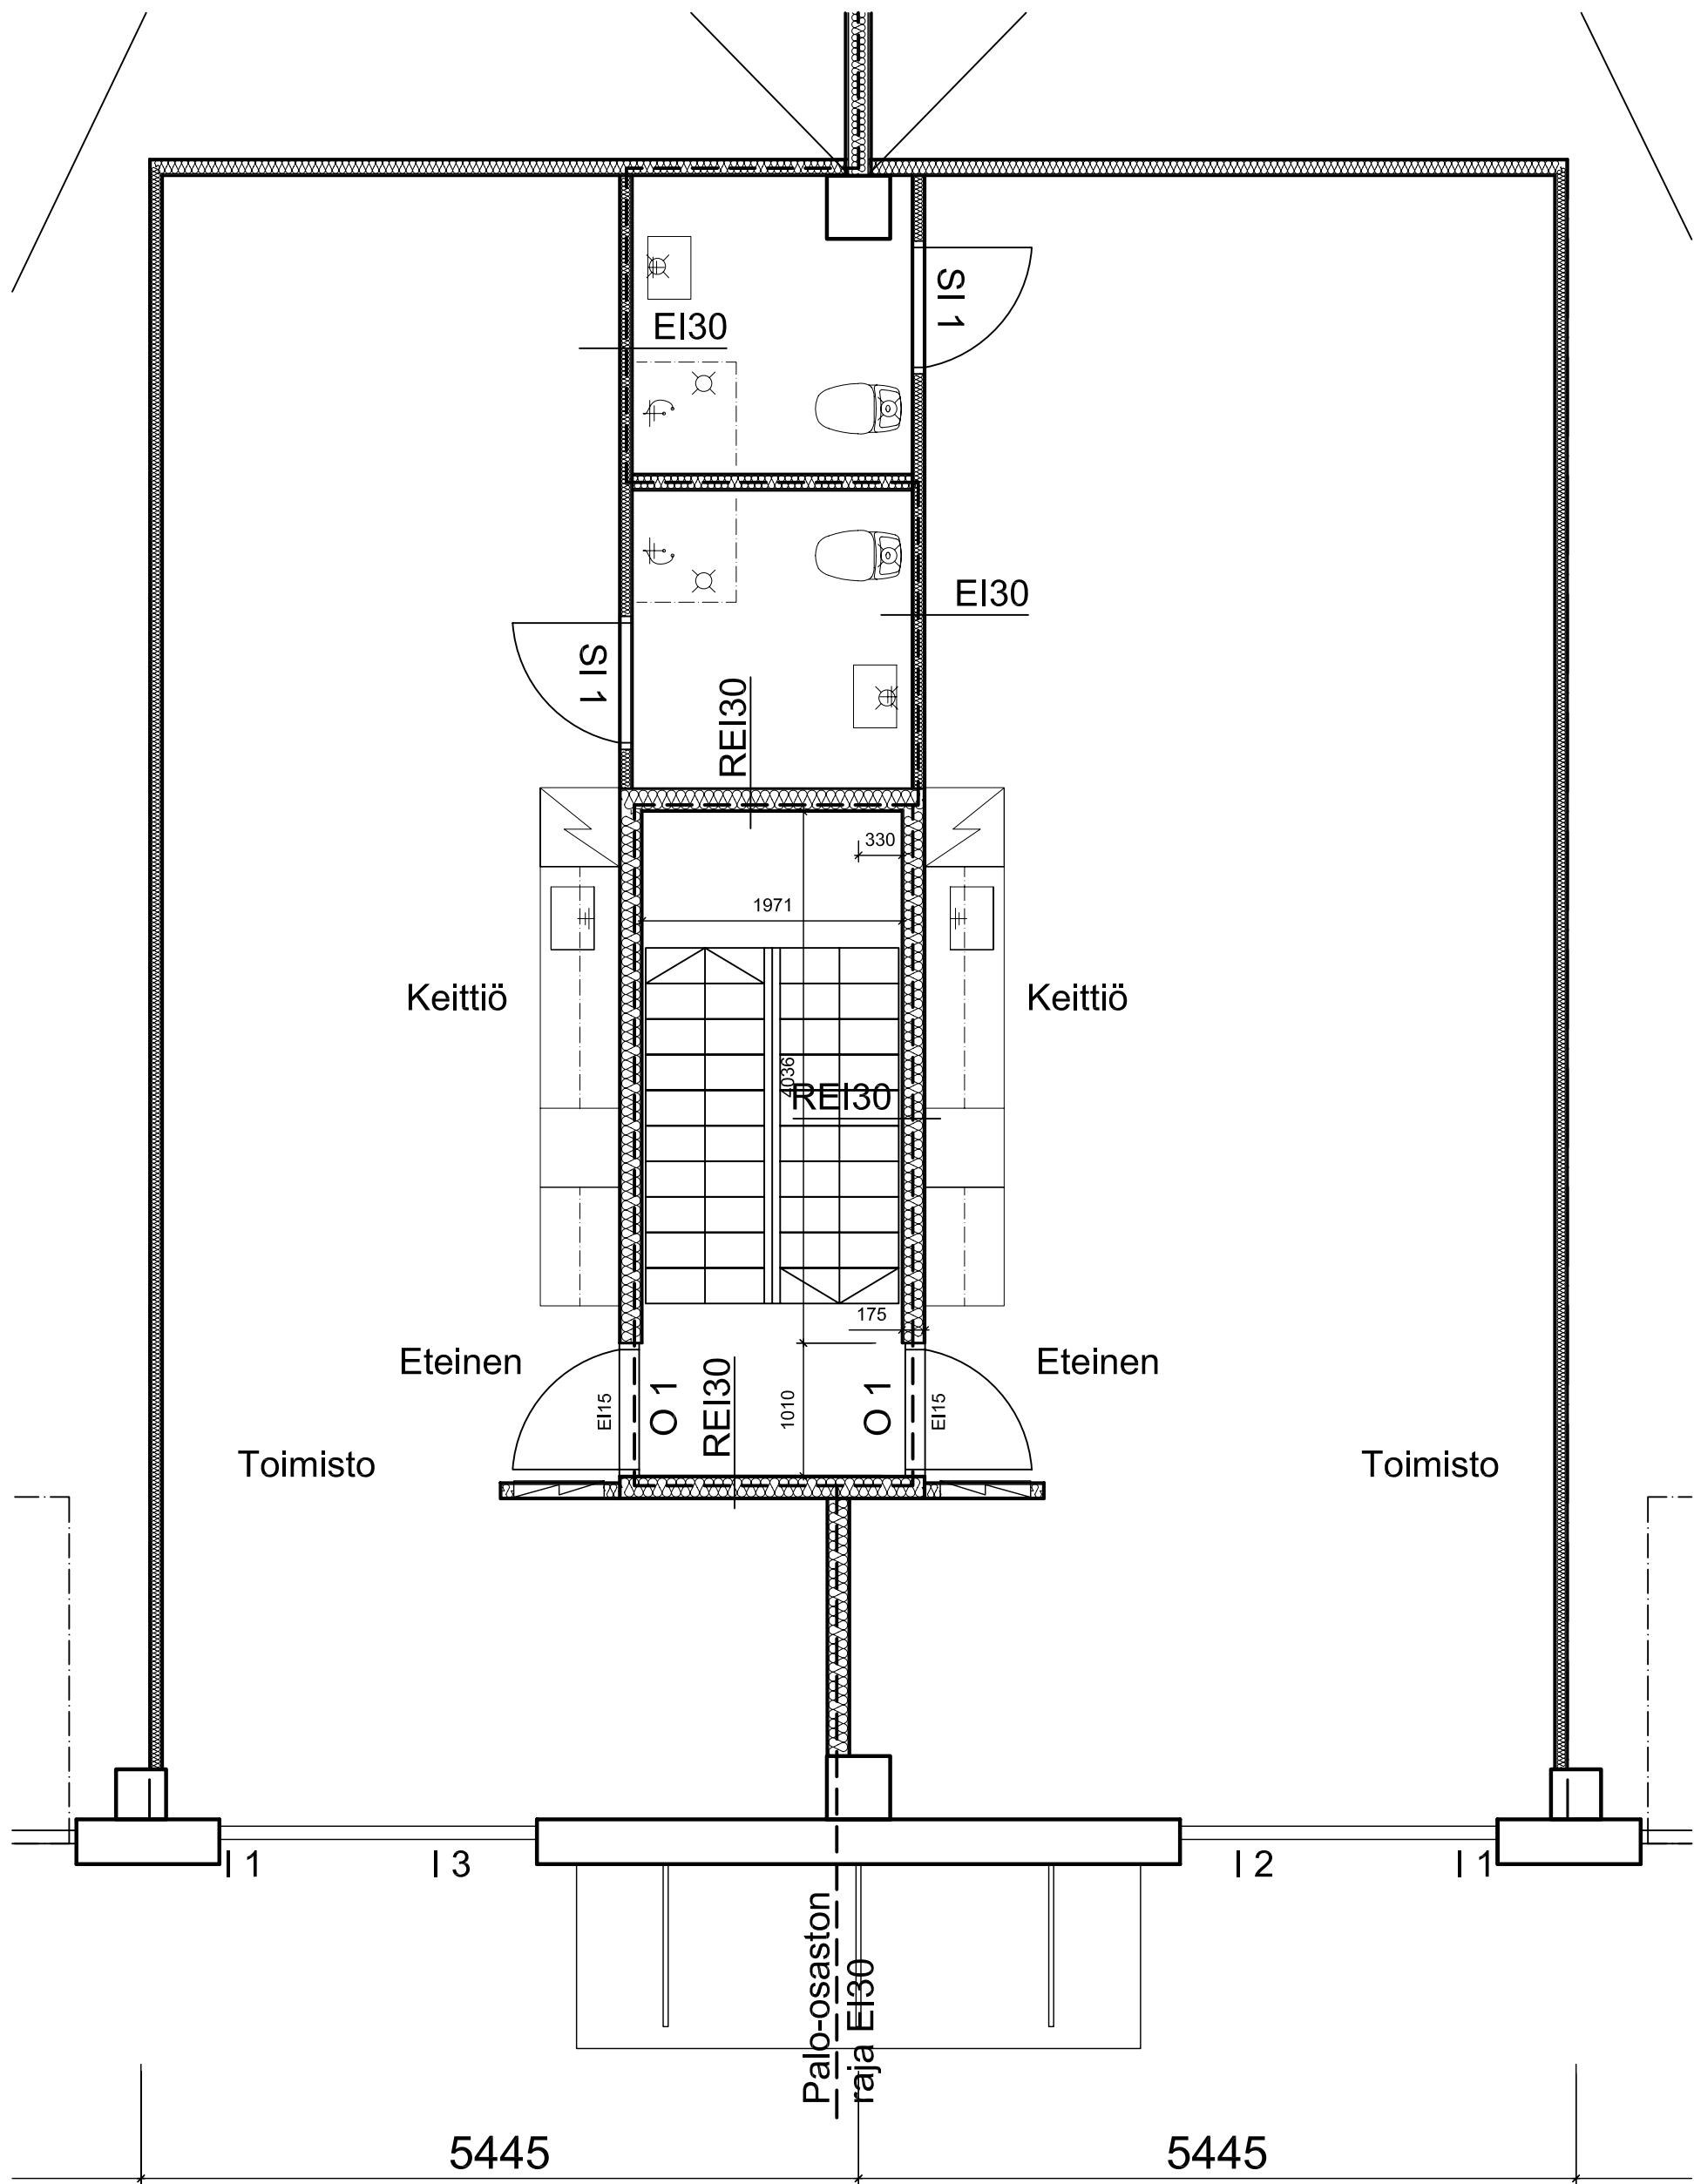 SI 1
EI30
EI30
SI 1
REI30
330
1971
Keittiö
Keittiö
4036
REI30
175
Eteinen
Eteinen
EI15
O 1
REI30
1010
O 1
EI15
Toimisto
Toimisto
I 1
I 3
I 2
I 1
Palo-osaston
raja EI30
5445
5445